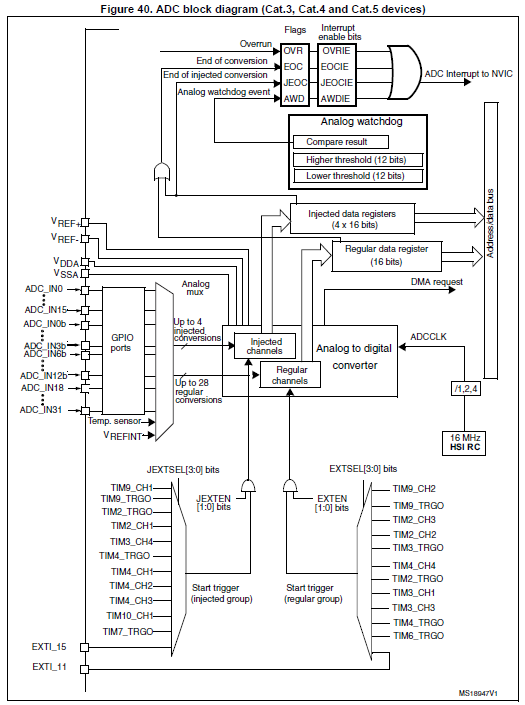 Figure 40. ADC block diagram (Cat.3, Cat.4 and Cat.5 devices)
Flags
Interrupt
enable bits
Overrun
OVR
OVRIE
End of conversion
EOC
EOCIE
End of injected conversion
JEOC
JEOCIE
ADC Interrupt to NVIC
Analog watchdog event
AWD
AWDIE
Analog watchdog
Compare result
Higher threshold (12 bits)
Lower threshold (12 bits)
Address/data bus
Injected data registers
(4 x 16 bits)
Regular data register
(16 bits)
VREF+
VREF-
VDDA
VSSA
DMA request
ADC_IN0
ADC_IN15
ADC_IN0b
ADC_IN3b
ADC_IN6b
ADC_IN12b
ADC_IN18
ADC_IN31
GPIO
ports
Analog
mux
Up to 4
injected
conversions
Up to 28
regular
conversions
Injected
channels
Regular
channels
Analog to digital
converter
ADCCLK
/1,2,4
16 MHz
HSI RC
Temp. sensor
VREFINT
JEXTSEL[3:0] bits
EXTSEL[3:0] bits
TIM9_CH1
TIM9_TRGO
TIM2_TRGO
TIM2_CH1
TIM3_CH4
TIM4_TRGO
TIM4_CH1
TIM4_CH2
TIM4_CH3
TIM10_CH1
TIM7_TRGO
JEXTEN
[1:0] bits
EXTEN
[1:0] bits
Start trigger
(injected group)
Start trigger
(regular group)
TIM9_CH2
TIM9_TRGO
TIM2_CH3
TIM2_CH2
TIM3_TRGO
TIM4_CH4
TIM2_TRGO
TIM3_CH1
TIM3_CH3
TIM4_TRGO
TIM6_TRGO
EXTI_15
EXTI_11
MS18947V1